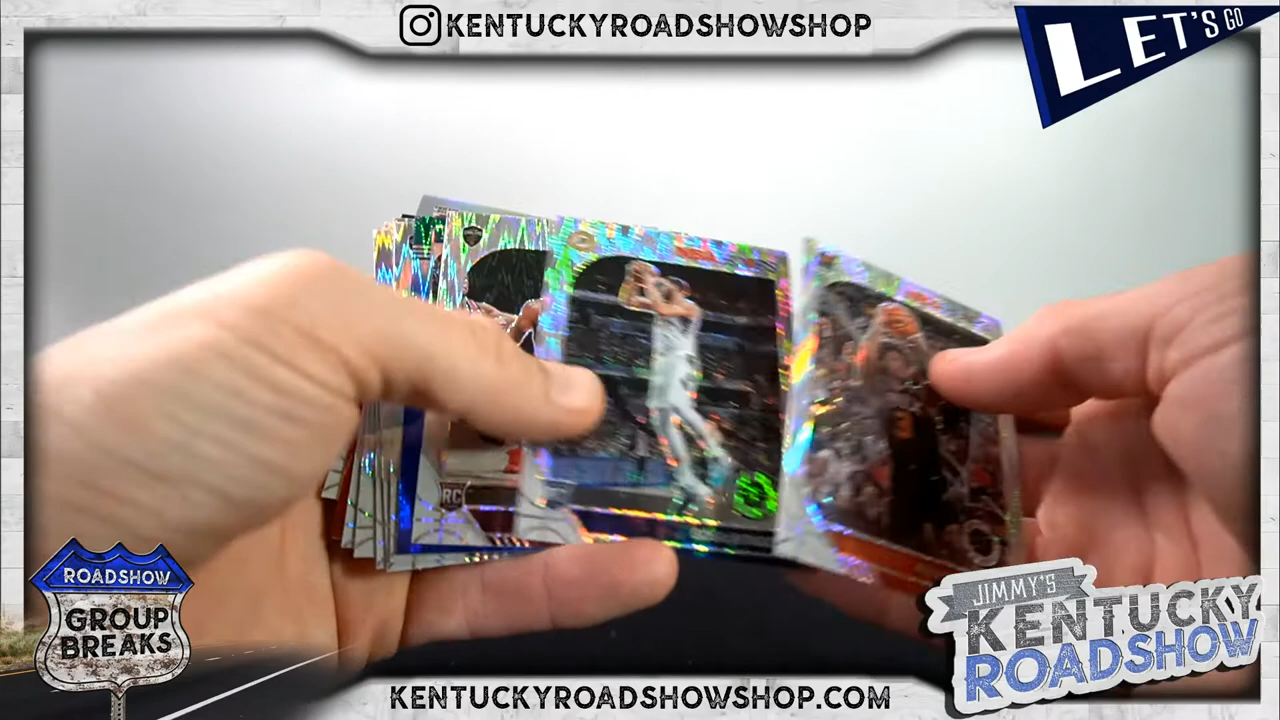 KENTUCKYROADSHOWSHOP
LET'S GO
RC
ROADSHOW
GROUP
BREAKS
JIMMY'S
KENTUCKY
ROADSHOW
KENTUCKYROADSHOWSHOP.COM